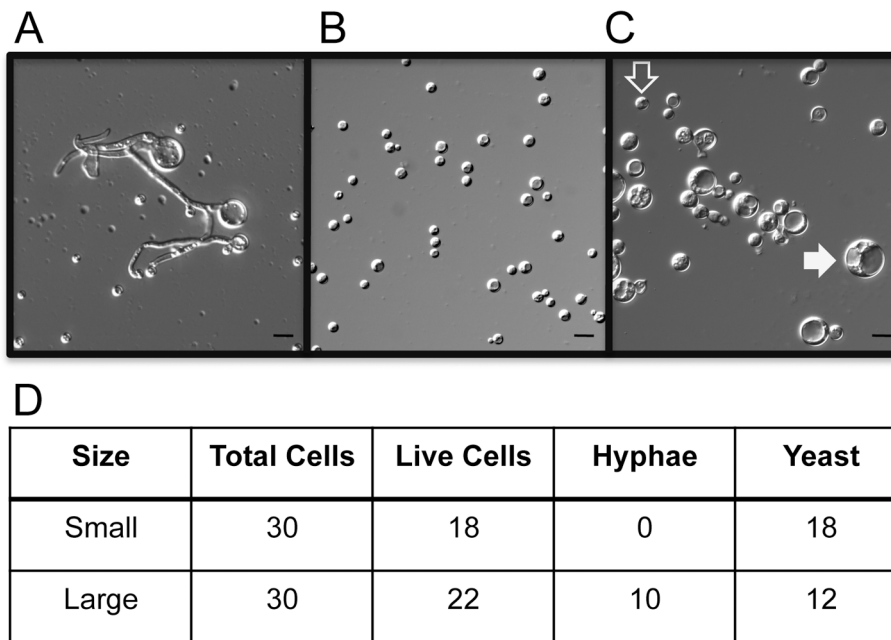 A B C
D
Size Total Cells Live Cells Hyphae Yeast
Small 30 18 0 18
Large 30 22 10 12